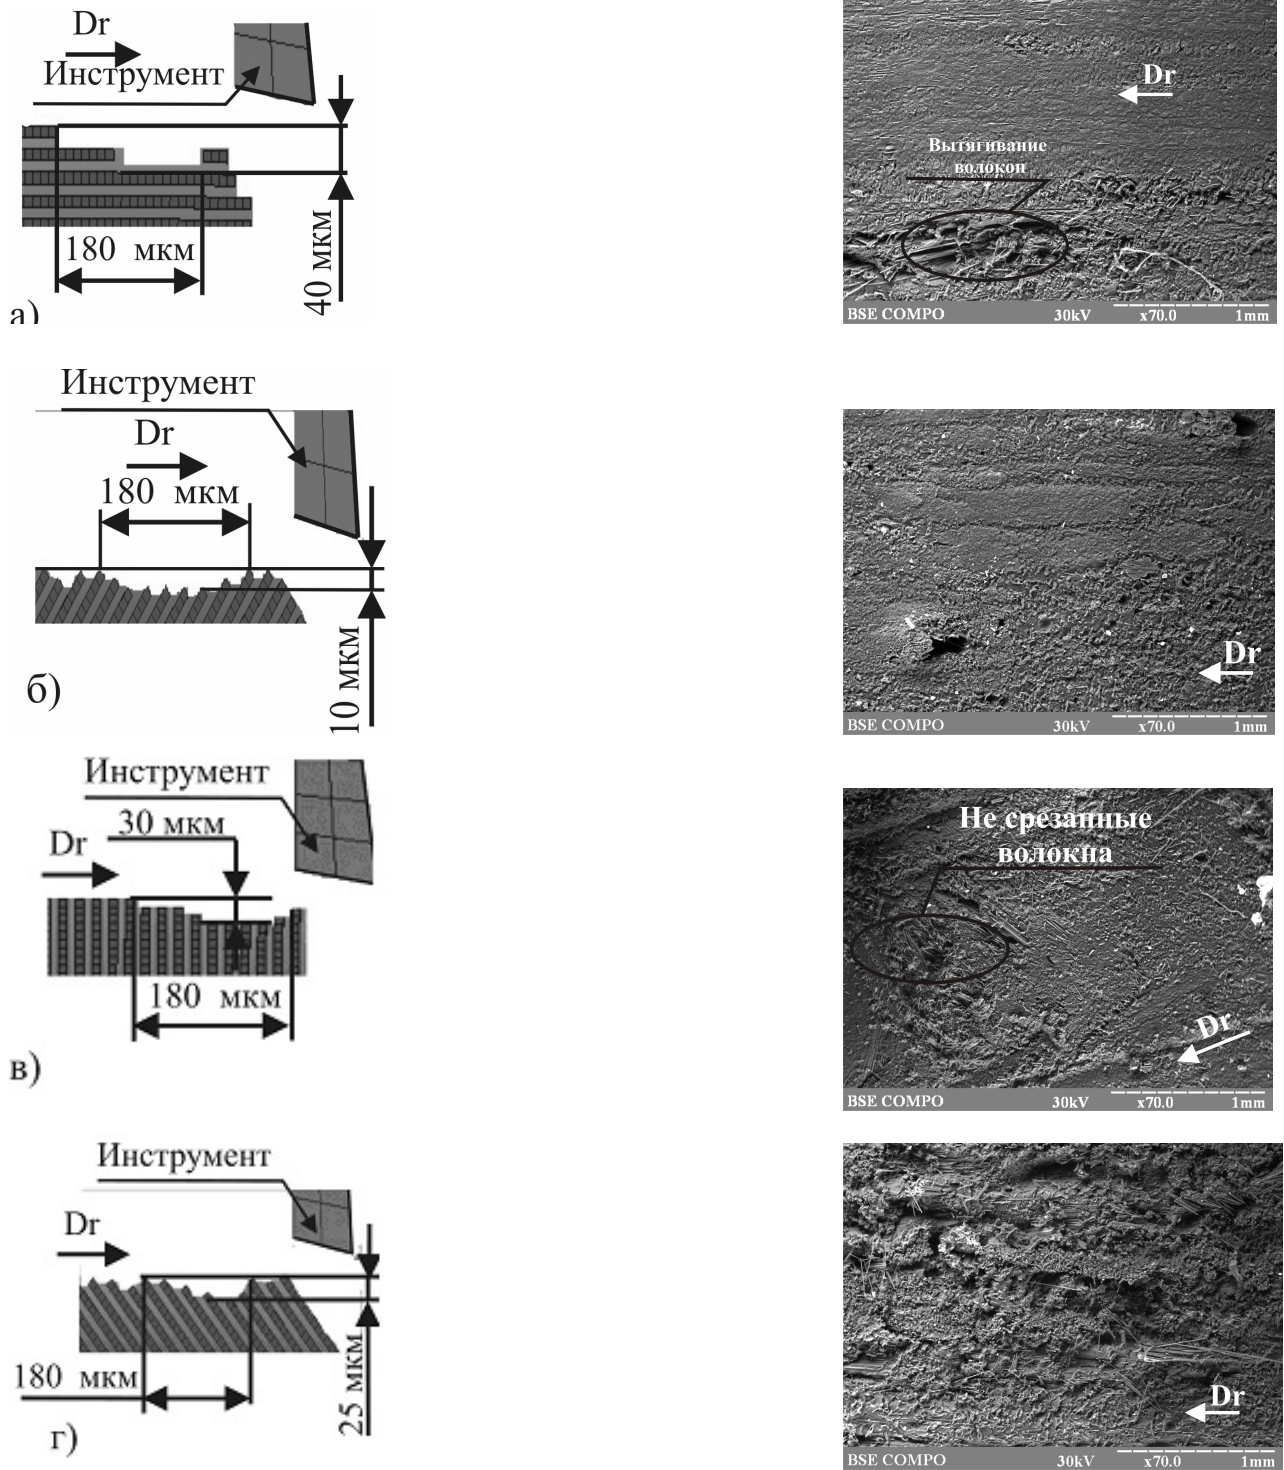 Dr
Инструмент
180 мкм
40 мкм
а)
Dr
Вытягивание
волокон
BSE COMPO 30kV x70.0 1mm
Инструмент
Dr
180 мкм
10 мкм
б)
Dr
BSE COMPO 30kV x70.0 1mm
Инструмент
30 мкм
Dr
180 мкм
в)
Не срезанные
волокна
Dr
BSE COMPO 30kV x70.0 1mm
Инструмент
Dr
180 мкм
25 мкм
г)
Dr
BSE COMPO 30kV x70.0 1mm